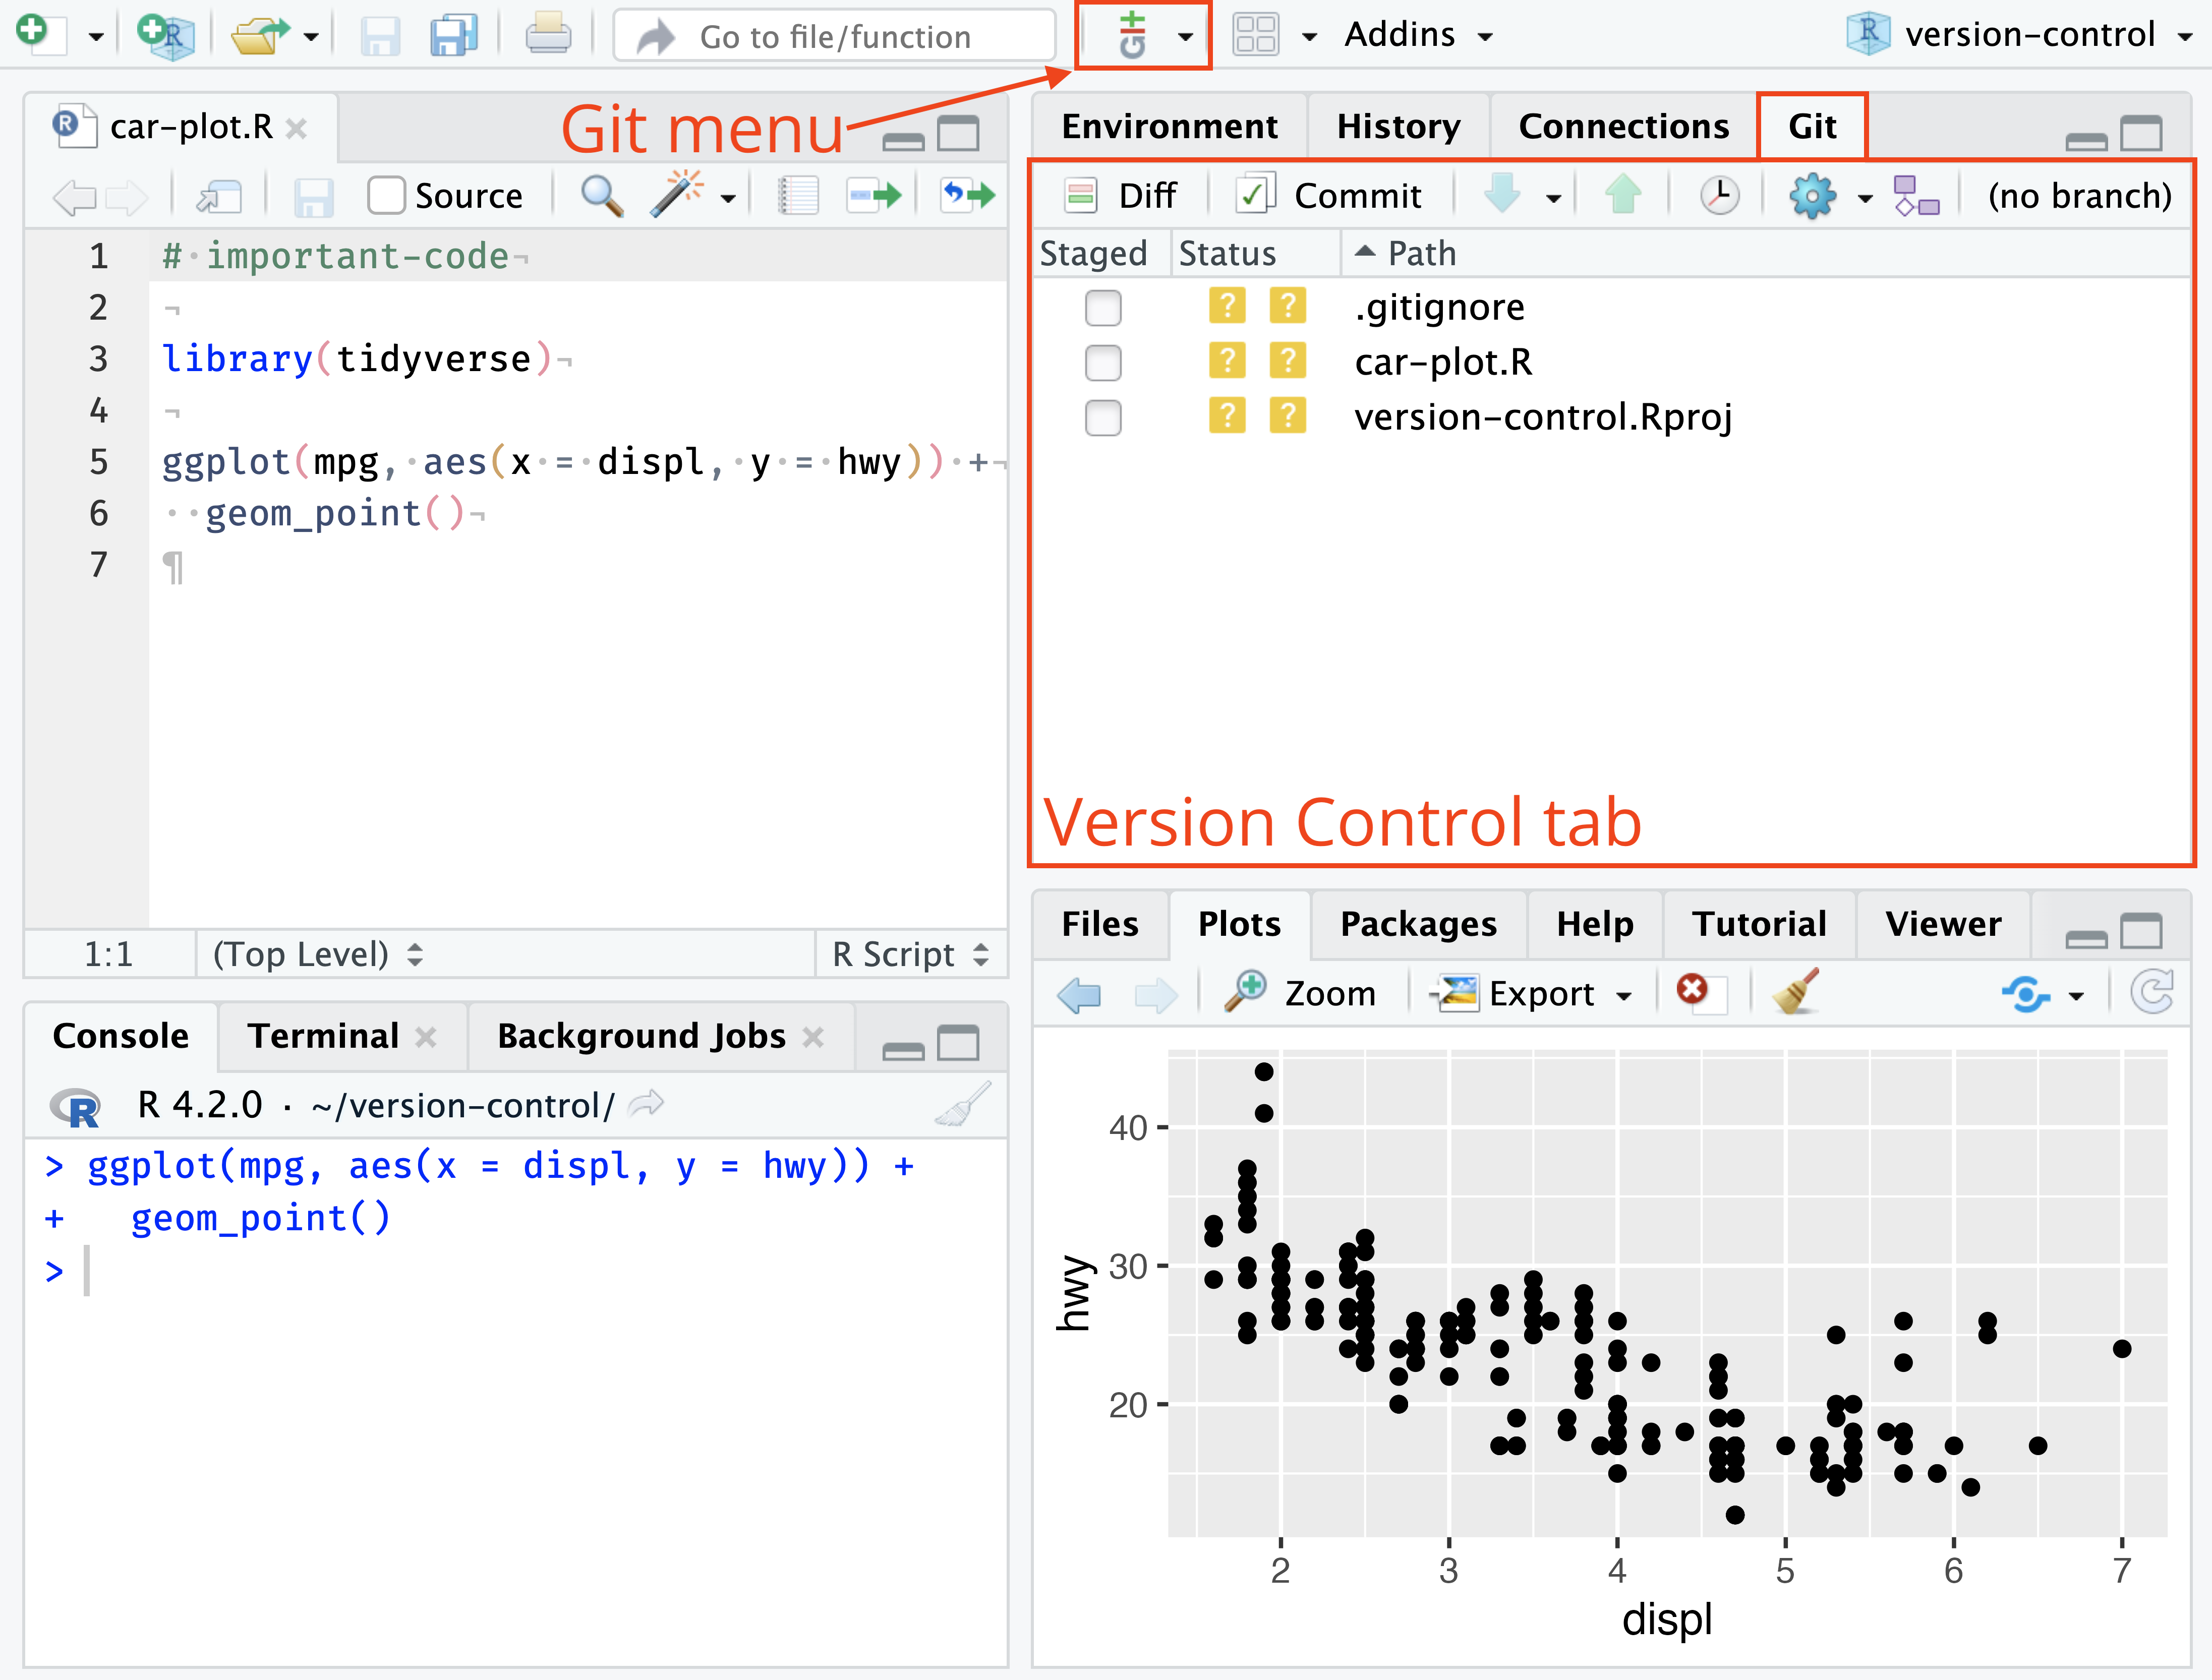 Go to file/function
Git
Addins
version-control
Git menu
car-plot.R
Source
1 # important-code
2
3 library(tidyverse)
4
5 ggplot(mpg, aes(x = displ, y = hwy)) +
6 geom_point()
7
1:1 (Top Level) R Script
Environment History Connections Git
Diff Commit (no branch)
Staged Status Path
? ? .gitignore
? ? car-plot.R
? ? version-control.Rproj
Version Control tab
Console Terminal Background Jobs
R 4.2.0 · ~/version-control/
> ggplot(mpg, aes(x = displ, y = hwy)) +
+   geom_point()
>
Files Plots Packages Help Tutorial Viewer
Zoom Export
hwy
40
30
20
2 3 4 5 6 7
displ